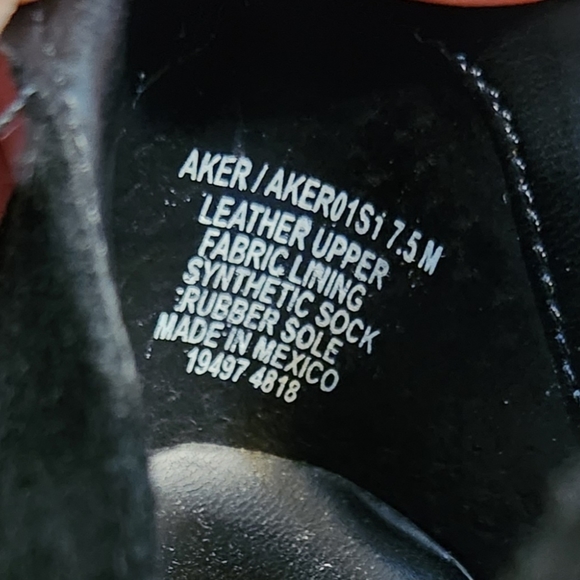 AKER / AKER01S1 7.5 M
LEATHER UPPER
FABRIC LINING
SYNTHETIC SOCK
RUBBER SOLE
MADE IN MEXICO
19497 4818